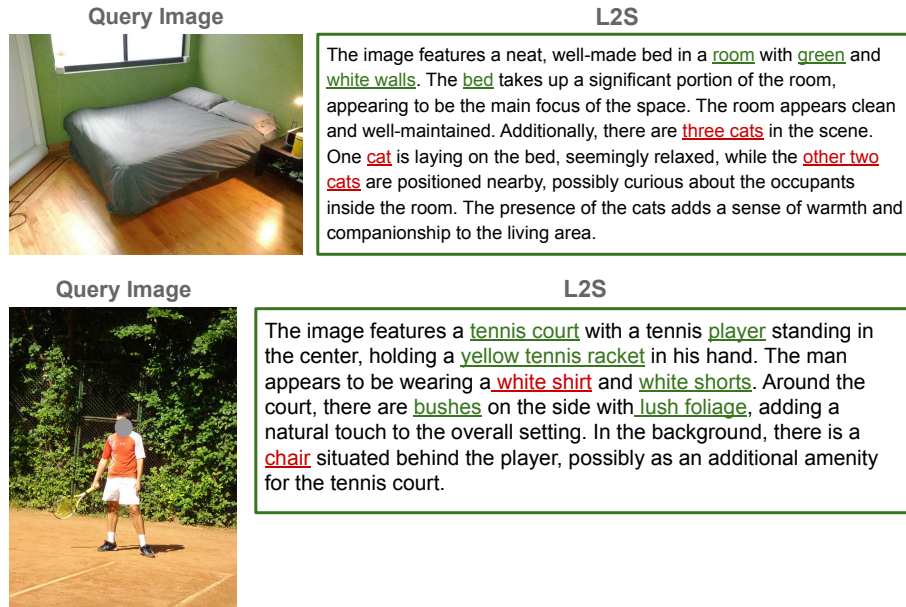 Query Image
L2S
The image features a neat, well-made bed in a room with green and
white walls. The bed takes up a significant portion of the room,
appearing to be the main focus of the space. The room appears clean
and well-maintained. Additionally, there are three cats in the scene.
One cat is laying on the bed, seemingly relaxed, while the other two
cats are positioned nearby, possibly curious about the occupants
inside the room. The presence of the cats adds a sense of warmth and
companionship to the living area.
Query Image
L2S
The image features a tennis court with a tennis player standing in
the center, holding a yellow tennis racket in his hand. The man
appears to be wearing a white shirt and white shorts. Around the
court, there are bushes on the side with lush foliage, adding a
natural touch to the overall setting. In the background, there is a
chair situated behind the player, possibly as an additional amenity
for the tennis court.